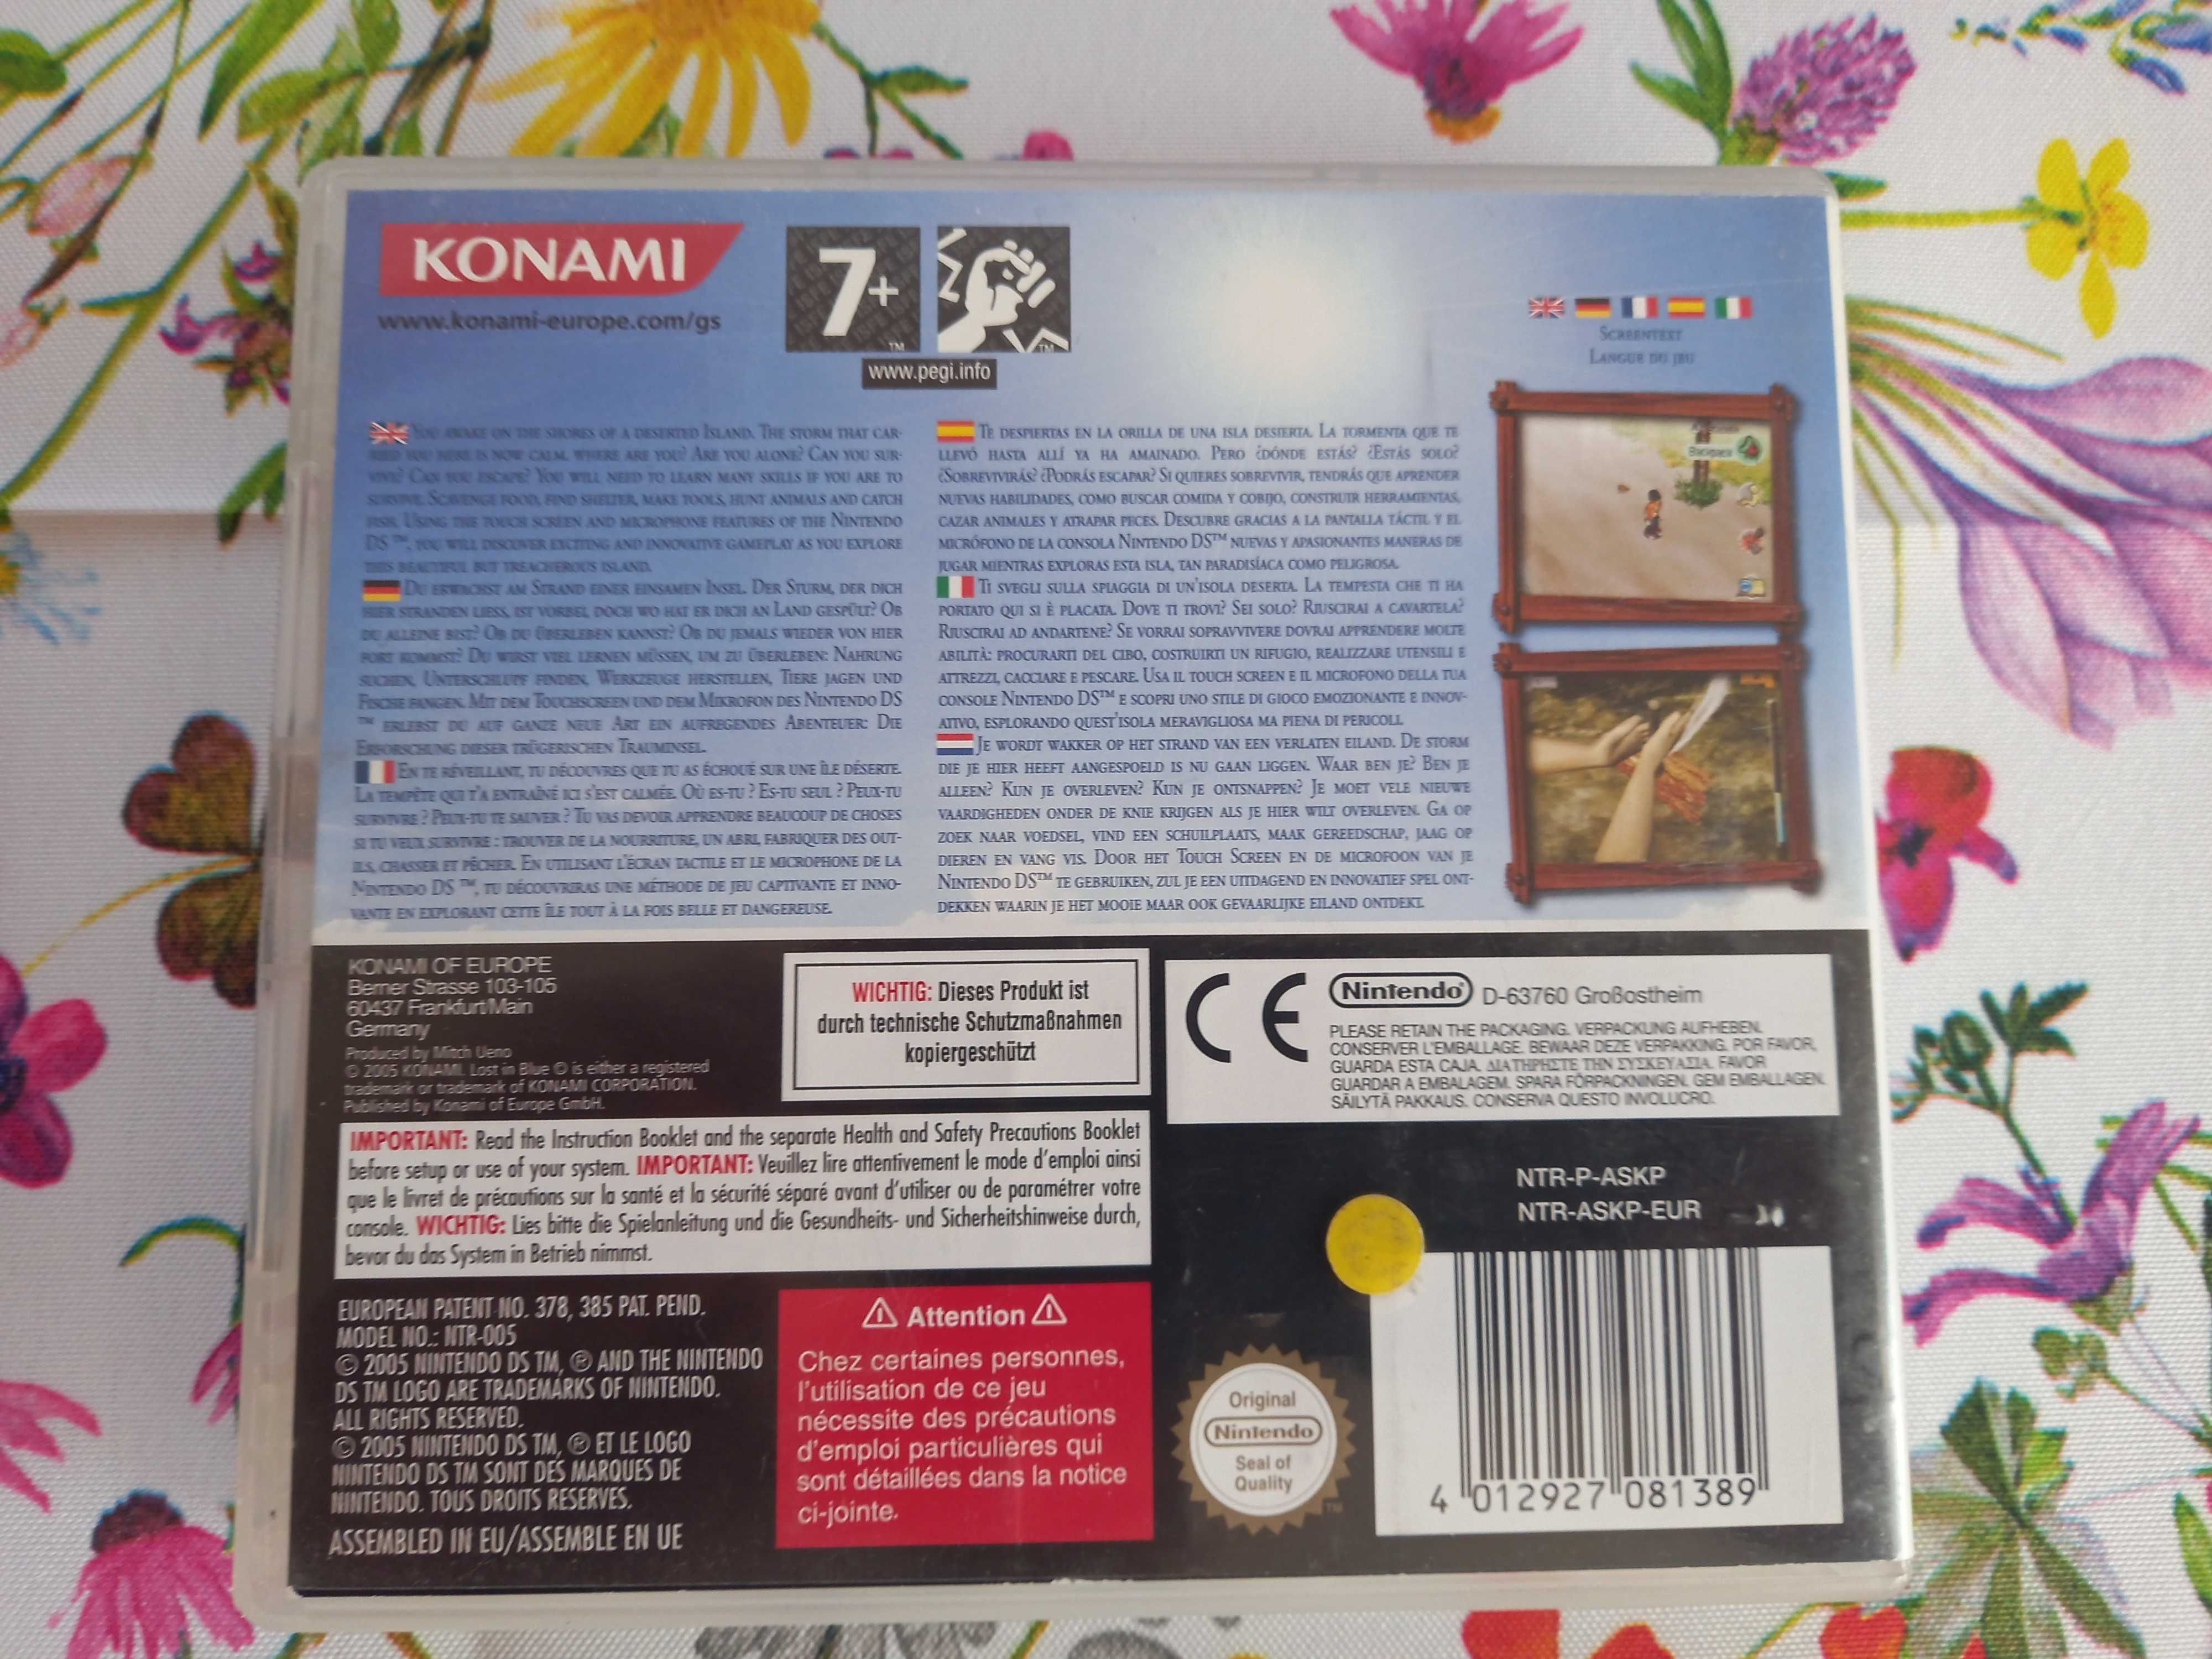 KONAMI
www.konami-europe.com/gs
7+
www.pegi.info
SCREENTEXT
LANGUE DU JEU
YOU AWAKE ON THE SHORES OF A DESERTED ISLAND. THE STORM THAT CAR-
RIED YOU HERE IS NOW CALM. WHERE ARE YOU? ARE YOU ALONE? CAN YOU SUR-
VIVE? CAN YOU ESCAPE? YOU WILL NEED TO LEARN MANY SKILLS IF YOU ARE TO
SURVIVE. SCAVENGE FOOD, FIND SHELTER, MAKE TOOLS, HUNT ANIMALS AND CATCH
FISH. USING THE TOUCH SCREEN AND MICROPHONE FEATURES OF THE NINTENDO
DS ™, YOU WILL DISCOVER EXCITING AND INNOVATIVE GAMEPLAY AS YOU EXPLORE
THIS BEAUTIFUL BUT TREACHEROUS ISLAND.
DU ERWACHST AM STRAND EINER EINSAMEN INSEL. DER STURM, DER DICH
HIER STRANDEN LIESS, IST VORBEI, DOCH WO HAT ER DICH AN LAND GESPÜLT? OB
DU ALLEINE BIST? OB DU ÜBERLEBEN KANNST? OB DU JEMALS WIEDER VON HIER
FORT KOMMST? DU WIRST VIEL LERNEN MÜSSEN, UM ZU ÜBERLEBEN: NAHRUNG
SUCHEN, UNTERSCHLUPF FINDEN, WERKZEUGE HERSTELLEN, TIERE JAGEN UND
FISCHE FANGEN. MIT DEM TOUCHSCREEN UND DEM MIKROFON DES NINTENDO DS
™ ERLEBST DU AUF GANZE NEUE ART EIN AUFREGENDES ABENTEUER: DIE
ERFORSCHUNG DIESER TRÜGERISCHEN TRAUMINSEL.
EN TE RÉVEILLANT, TU DÉCOUVRES QUE TU AS ÉCHOUÉ SUR UNE ÎLE DÉSERTE.
LA TEMPÊTE QUI T'A ENTRAÎNÉ ICI S'EST CALMÉE. OÙ ES-TU ? ES-TU SEUL ? PEUX-TU
SURVIVRE ? PEUX-TU TE SAUVER ? TU VAS DEVOIR APPRENDRE BEAUCOUP DE CHOSES
SI TU VEUX SURVIVRE : TROUVER DE LA NOURRITURE, UN ABRI, FABRIQUER DES OUT-
ILS, CHASSER ET PÊCHER. EN UTILISANT L'ÉCRAN TACTILE ET LE MICROPHONE DE LA
NINTENDO DS ™, TU DÉCOUVRIRAS UNE MÉTHODE DE JEU CAPTIVANTE ET INNO-
VANTE EN EXPLORANT CETTE ÎLE TOUT À LA FOIS BELLE ET DANGEREUSE.
TE DESPIERTAS EN LA ORILLA DE UNA ISLA DESIERTA. LA TORMENTA QUE TE
LLEVÓ HASTA ALLÍ YA HA AMAINADO. PERO ¿DÓNDE ESTÁS? ¿ESTÁS SOLO?
¿SOBREVIVIRÁS? ¿PODRÁS ESCAPAR? SI QUIERES SOBREVIVIR, TENDRÁS QUE APRENDER
NUEVAS HABILIDADES, COMO BUSCAR COMIDA Y COBIJO, CONSTRUIR HERRAMIENTAS,
CAZAR ANIMALES Y ATRAPAR PECES. DESCUBRE GRACIAS A LA PANTALLA TÁCTIL Y EL
MICRÓFONO DE LA CONSOLA NINTENDO DS™ NUEVAS Y APASIONANTES MANERAS DE
JUGAR MIENTRAS EXPLORAS ESTA ISLA, TAN PARADISÍACA COMO PELIGROSA.
TI SVEGLI SULLA SPIAGGIA DI UN'ISOLA DESERTA. LA TEMPESTA CHE TI HA
PORTATO QUI SI È PLACATA. DOVE TI TROVI? SEI SOLO? RIUSCIRAI A CAVARTELA?
RIUSCIRAI AD ANDARTENE? SE VORRAI SOPRAVVIVERE DOVRAI APPRENDERE MOLTE
ABILITÀ: PROCURARTI DEL CIBO, COSTRUIRTI UN RIFUGIO, REALIZZARE UTENSILI E
ATTREZZI, CACCIARE E PESCARE. USA IL TOUCH SCREEN E IL MICROFONO DELLA TUA
CONSOLE NINTENDO DS™ E SCOPRI UNO STILE DI GIOCO EMOZIONANTE E INNOV-
ATIVO, ESPLORANDO QUEST'ISOLA MERAVIGLIOSA MA PIENA DI PERICOLI.
JE WORDT WAKKER OP HET STRAND VAN EEN VERLATEN EILAND. DE STORM
DIE JE HIER HEEFT AANGESPOELD IS NU GAAN LIGGEN. WAAR BEN JE? BEN JE
ALLEEN? KUN JE OVERLEVEN? KUN JE ONTSNAPPEN? JE MOET VELE NIEUWE
VAARDIGHEDEN ONDER DE KNIE KRIJGEN ALS JE HIER WILT OVERLEVEN. GA OP
ZOEK NAAR VOEDSEL, VIND EEN SCHUILPLAATS, MAAK GEREEDSCHAP, JAAG OP
DIEREN EN VANG VIS. DOOR HET TOUCH SCREEN EN DE MICROFOON VAN JE
NINTENDO DS™ TE GEBRUIKEN, ZUL JE EEN UITDAGEND EN INNOVATIEF SPEL ONT-
DEKKEN WAARIN JE HET MOOIE MAAR OOK GEVAARLIJKE EILAND ONTDEKT.
Backpack
KONAMI OF EUROPE
Berner Strasse 103-105
60437 Frankfurt/Main
Germany
Produced by Mitch Ueno
© 2005 KONAMI. Lost in Blue © is either a registered
trademark or trademark of KONAMI CORPORATION.
Published by Konami of Europe GmbH.
WICHTIG: Dieses Produkt ist
durch technische Schutzmaßnahmen
kopiergeschützt
CE
Nintendo® D-63760 Großostheim
PLEASE RETAIN THE PACKAGING. VERPACKUNG AUFHEBEN.
CONSERVER L'EMBALLAGE. BEWAAR DEZE VERPAKKING. POR FAVOR,
GUARDA ESTA CAJA. ΔΙΑΤΗΡΗΣΤΕ ΤΗΝ ΣΥΣΚΕΥΑΣΙΑ. FAVOR
GUARDAR A EMBALAGEM. SPARA FÖRPACKNINGEN. GEM EMBALLAGEN.
SÄILYTÄ PAKKAUS. CONSERVA QUESTO INVOLUCRO.
IMPORTANT: Read the Instruction Booklet and the separate Health and Safety Precautions Booklet
before setup or use of your system. IMPORTANT: Veuillez lire attentivement le mode d'emploi ainsi
que le livret de précautions sur la santé et la sécurité séparé avant d'utiliser ou de paramétrer votre
console. WICHTIG: Lies bitte die Spielanleitung und die Gesundheits- und Sicherheitshinweise durch,
bevor du das System in Betrieb nimmst.
NTR-P-ASKP
NTR-ASKP-EUR
EUROPEAN PATENT NO. 378, 385 PAT. PEND.
MODEL NO.: NTR-005
© 2005 NINTENDO DS TM, ® AND THE NINTENDO
DS TM LOGO ARE TRADEMARKS OF NINTENDO.
ALL RIGHTS RESERVED.
© 2005 NINTENDO DS TM, ® ET LE LOGO
NINTENDO DS TM SONT DES MARQUES DE
NINTENDO. TOUS DROITS RESERVES.
ASSEMBLED IN EU/ASSEMBLE EN UE
⚠ Attention ⚠
Chez certaines personnes,
l'utilisation de ce jeu
nécessite des précautions
d'emploi particulières qui
sont détaillées dans la notice
ci-jointe.
Original
Nintendo
Seal of
Quality
TM
4 012927 081389